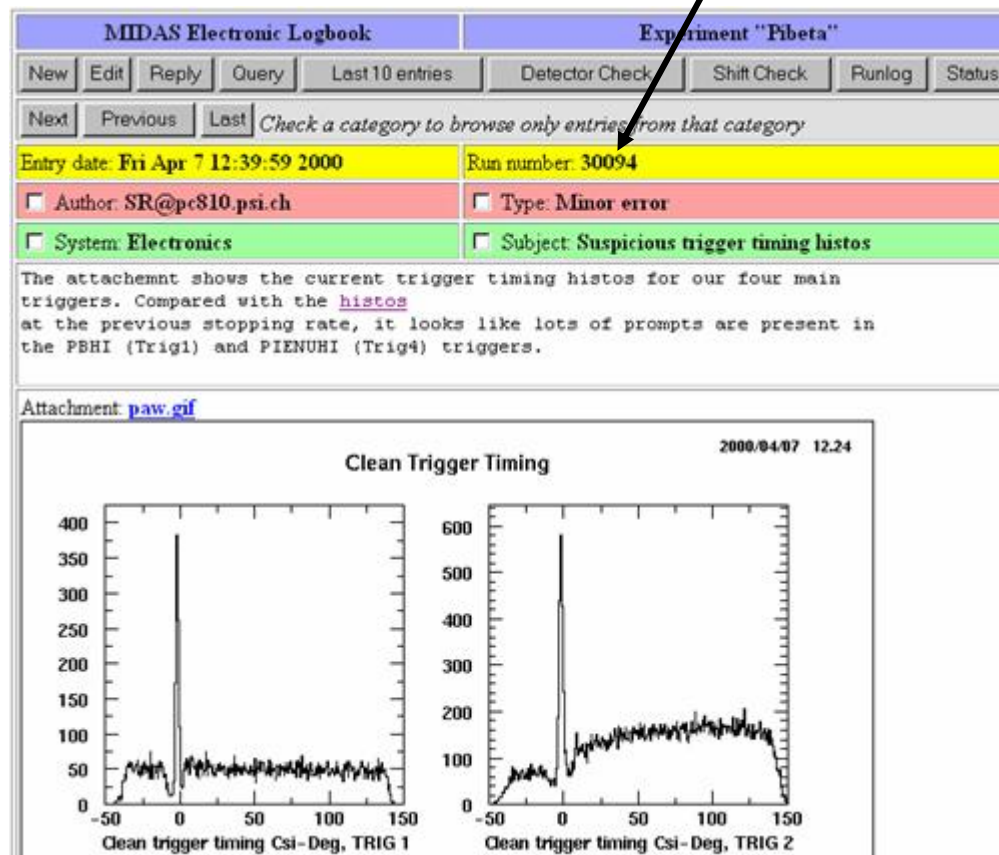 MIDAS Electronic Logbook Experiment "Pibeta"
New Edit Reply Query Last 10 entries Detector Check Shift Check Runlog Status
Next Previous Last Check a category to browse only entries from that category
Entry date: Fri Apr 7 12:39:59 2000 Run number: 30094
Author: SR@pc810.psi.ch Type: Minor error
System: Electronics Subject: Suspicious trigger timing histos
The attachemnt shows the current trigger timing histos for our four main
triggers. Compared with the histos
at the previous stopping rate, it looks like lots of prompts are present in
the PBHI (Trig1) and PIENUHI (Trig4) triggers.
Attachment: paw.gif
2000/04/07 12.24
Clean Trigger Timing
400
350
300
250
200
150
100
50
0
-50 0 50 100 150
Clean trigger timing Csi-Deg, TRIG 1
600
500
400
300
200
100
0
-50 0 50 100 150
Clean trigger timing Csi-Deg, TRIG 2